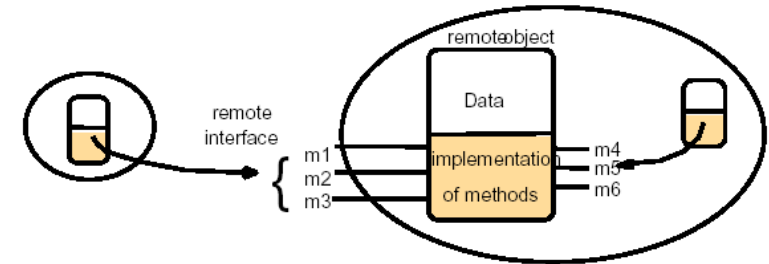 remoteobject
Data
remote
interface
implementation
of methods
m1
m2
m3
m4
m5
m6
{